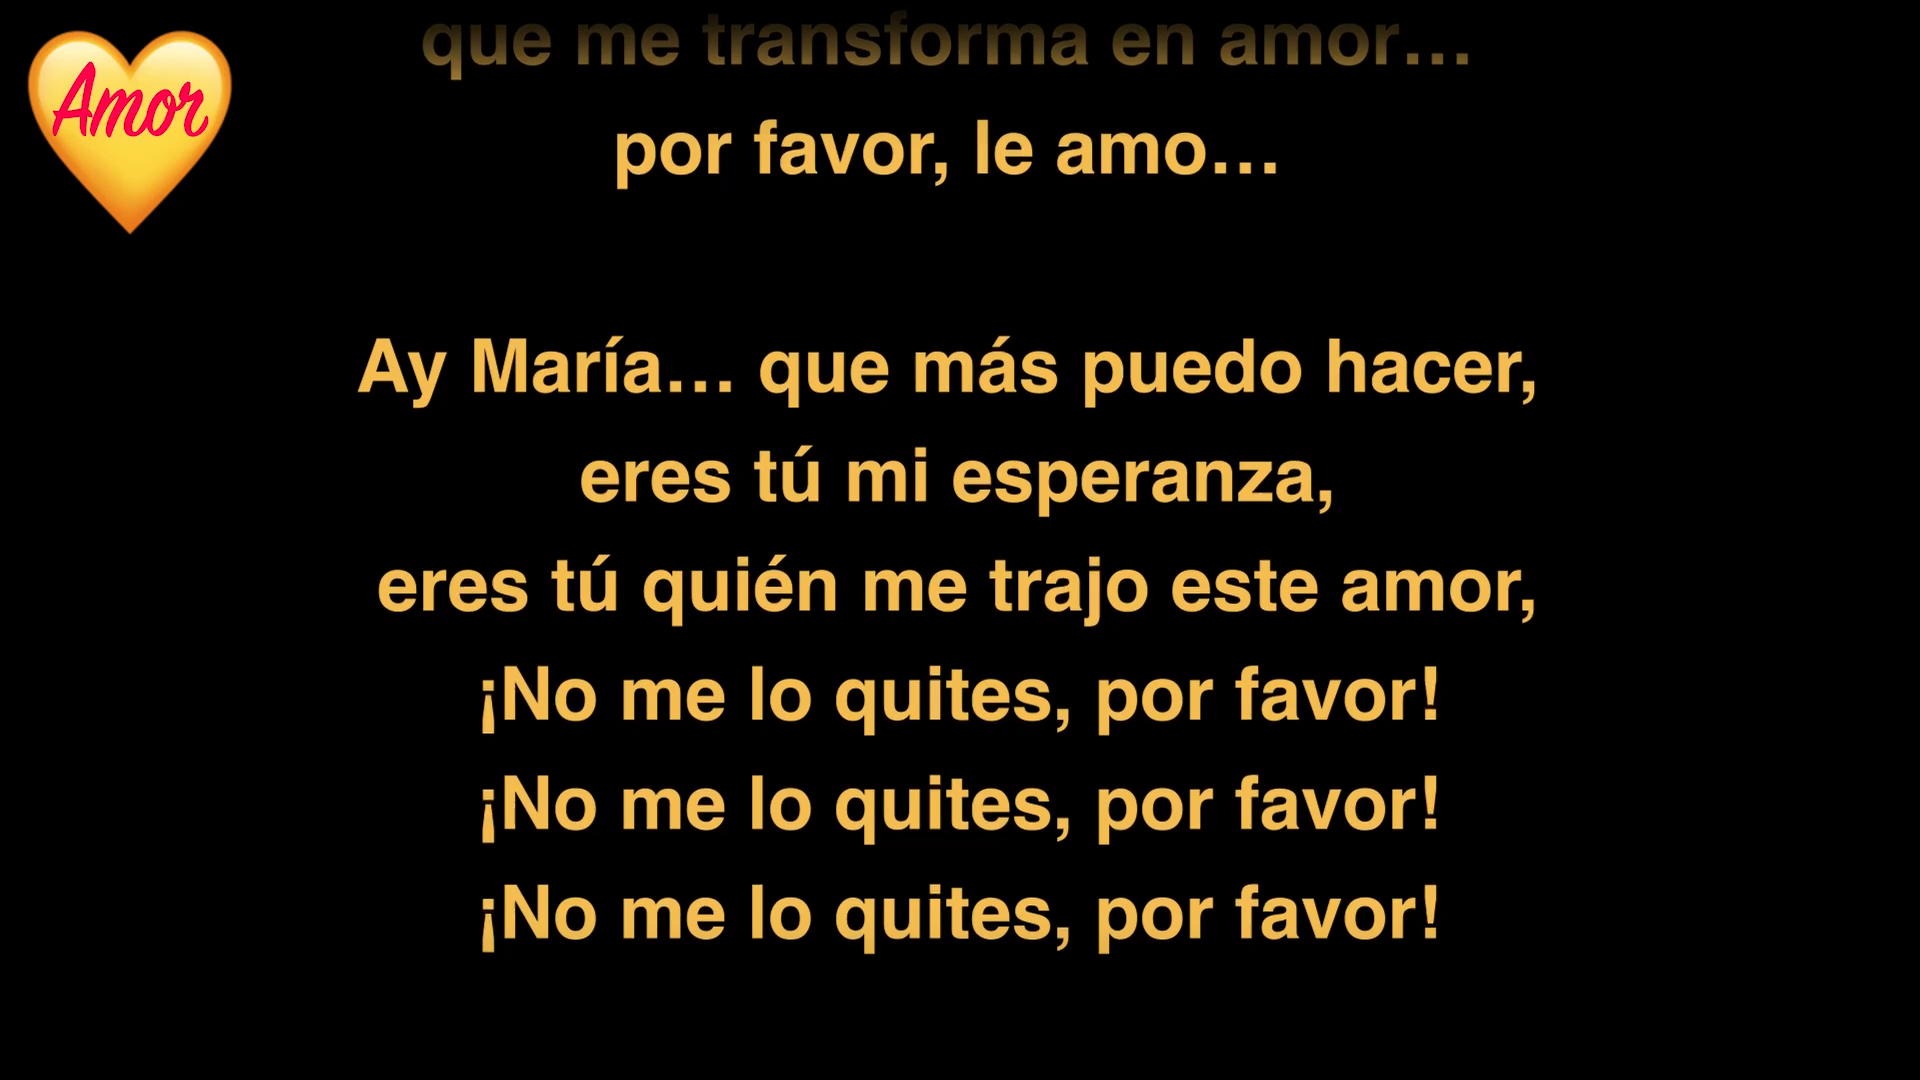 Amor
que me transforma en amor…
por favor, le amo…
Ay María… que más puedo hacer,
eres tú mi esperanza,
eres tú quién me trajo este amor,
¡No me lo quites, por favor!
¡No me lo quites, por favor!
¡No me lo quites, por favor!